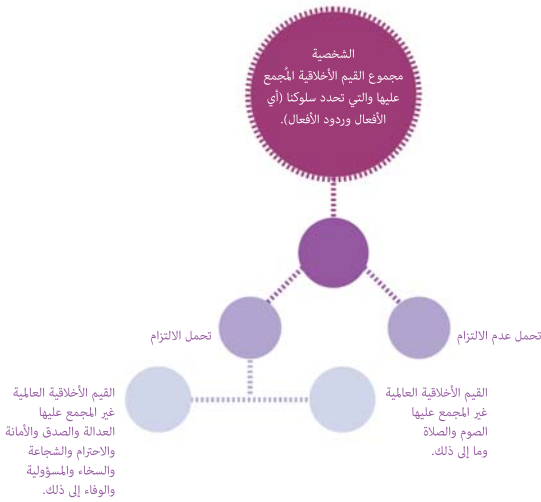 الشخصية
مجموع القيم الأخلاقية المُجمع
عليها والتي تحدد سلوكنا (أي
الأفعال وردود الأفعال).
تحمل عدم الالتزام
تحمل الالتزام
القيم الأخلاقية العالمية
غير المجمع عليها
الصوم والصلاة
وما إلى ذلك.
القيم الأخلاقية العالمية
غير المجمع عليها
العدالة والصدق والأمانة
والاحترام والشجاعة
والسخاء والمسؤولية
والوفاء إلى ذلك.